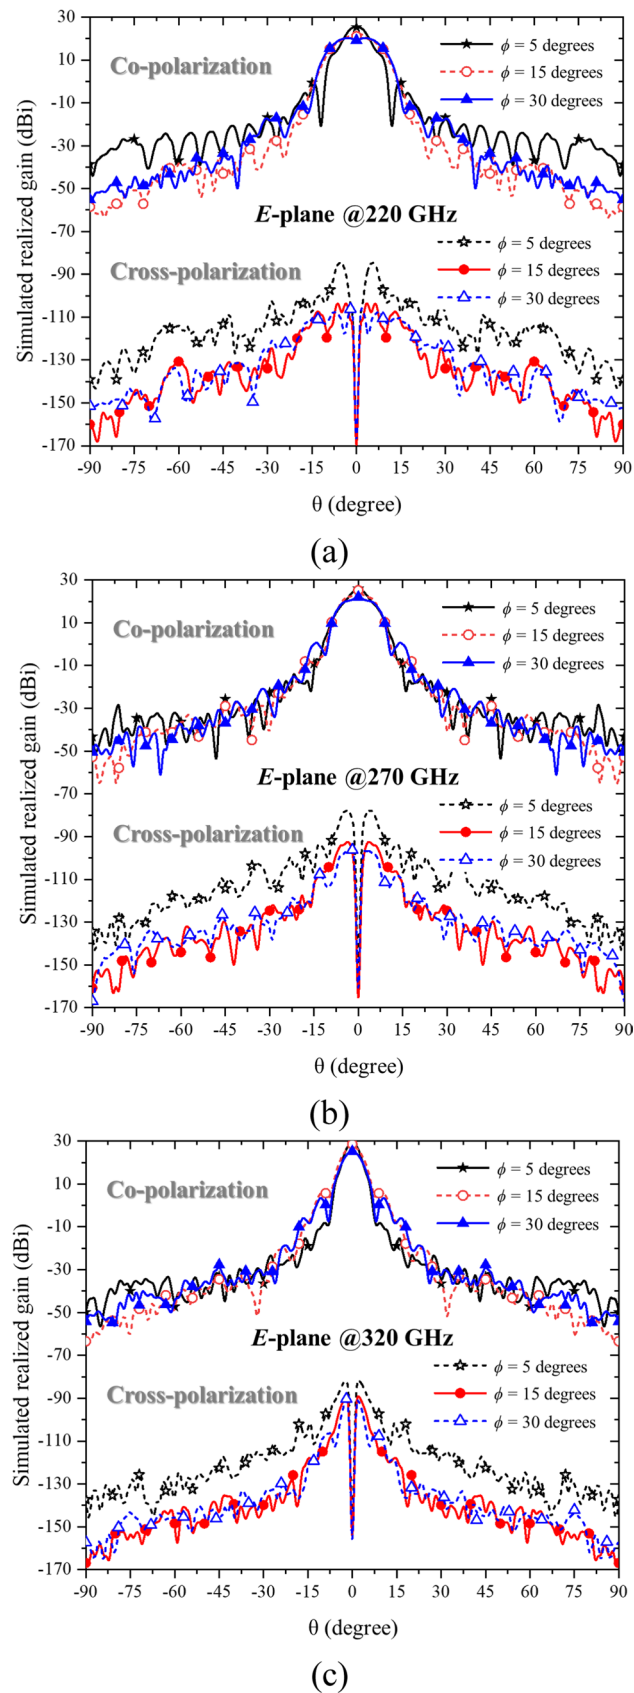 30
10
-10
-30
-50
-70
-90
-110
-130
-150
-170
Simulated realized gain (dBi)
Co-polarization
ϕ = 5 degrees
ϕ = 15 degrees
ϕ = 30 degrees
E-plane @220 GHz
Cross-polarization
ϕ = 5 degrees
ϕ = 15 degrees
ϕ = 30 degrees
-90 -75 -60 -45 -30 -15 0 15 30 45 60 75 90
θ (degree)
(a)
30
10
-10
-30
-50
-70
-90
-110
-130
-150
-170
Simulated realized gain (dBi)
Co-polarization
ϕ = 5 degrees
ϕ = 15 degrees
ϕ = 30 degrees
E-plane @270 GHz
Cross-polarization
ϕ = 5 degrees
ϕ = 15 degrees
ϕ = 30 degrees
-90 -75 -60 -45 -30 -15 0 15 30 45 60 75 90
θ (degree)
(b)
30
10
-10
-30
-50
-70
-90
-110
-130
-150
-170
Simulated realized gain (dBi)
Co-polarization
ϕ = 5 degrees
ϕ = 15 degrees
ϕ = 30 degrees
E-plane @320 GHz
Cross-polarization
ϕ = 5 degrees
ϕ = 15 degrees
ϕ = 30 degrees
-90 -75 -60 -45 -30 -15 0 15 30 45 60 75 90
θ (degree)
(c)